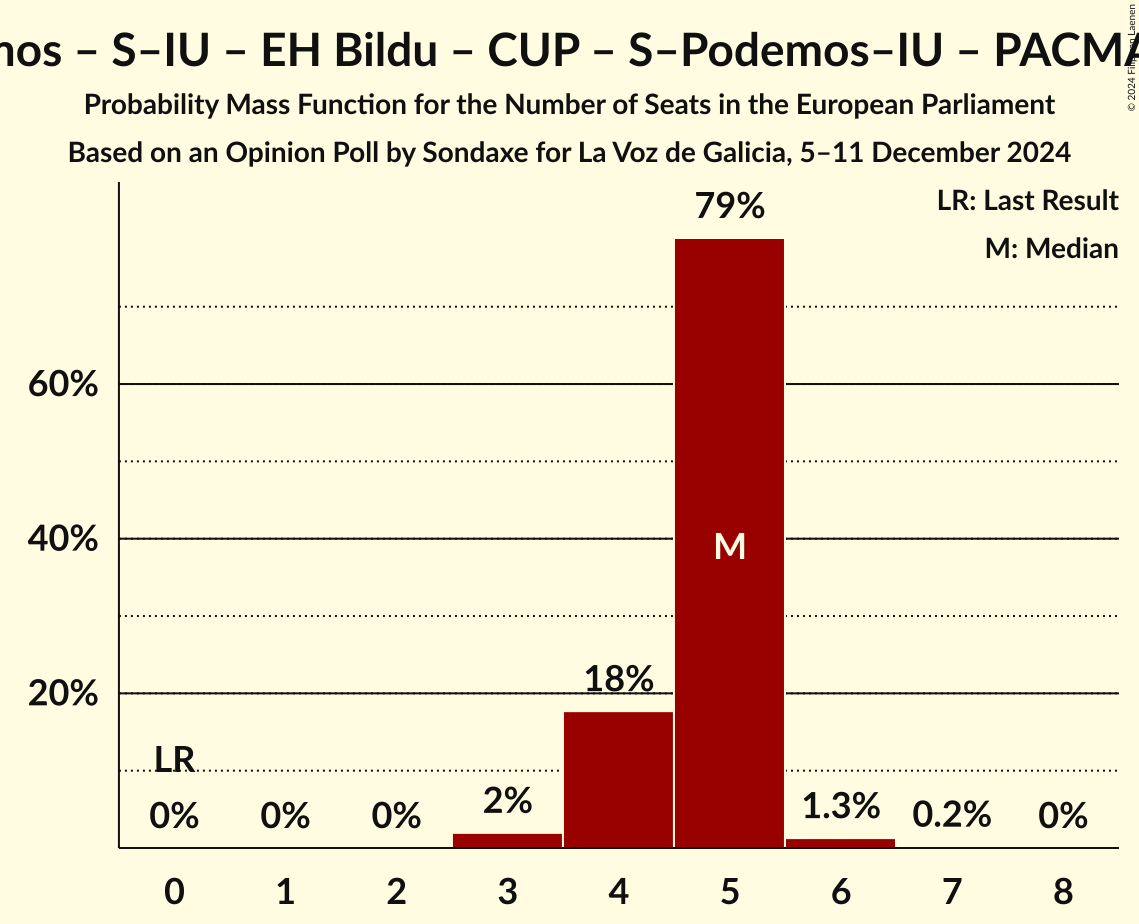 – S–IU – EH Bildu – CUP – S–Podemos–IU –
Probability Mass Function for the Number of Seats in the European Parliament
Based on an Opinion Poll by Sondaxe for La Voz de Galicia, 5–11 December 2024
© 2024 Laenen
LR: Last Result
M: Median
79%
60%
40%
M
20%
18%
LR
0%
0%
0%
2%
1.3%
0.2%
0%
0 1 2 3 4 5 6 7 8